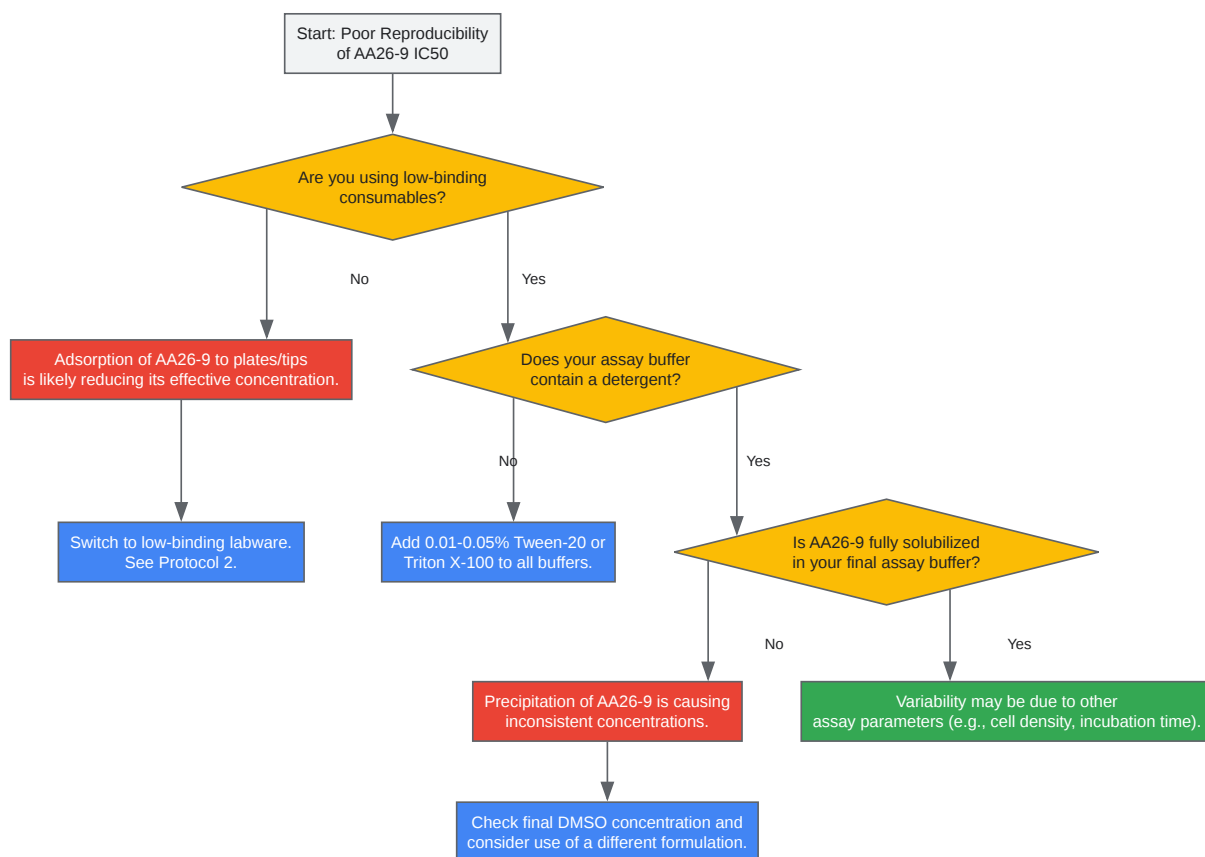 Start: Poor Reproducibility
of AA26-9 IC50
Are you using low-binding
consumables?
No
Yes
Adsorption of AA26-9 to plates/tips
is likely reducing its effective concentration.
Does your assay buffer
contain a detergent?
No
Yes
Switch to low-binding labware.
See Protocol 2.
Add 0.01-0.05% Tween-20 or
Triton X-100 to all buffers.
Is AA26-9 fully solubilized
in your final assay buffer?
No
Yes
Precipitation of AA26-9 is causing
inconsistent concentrations.
Variability may be due to other
assay parameters (e.g., cell density, incubation time).
Check final DMSO concentration and
consider use of a different formulation.